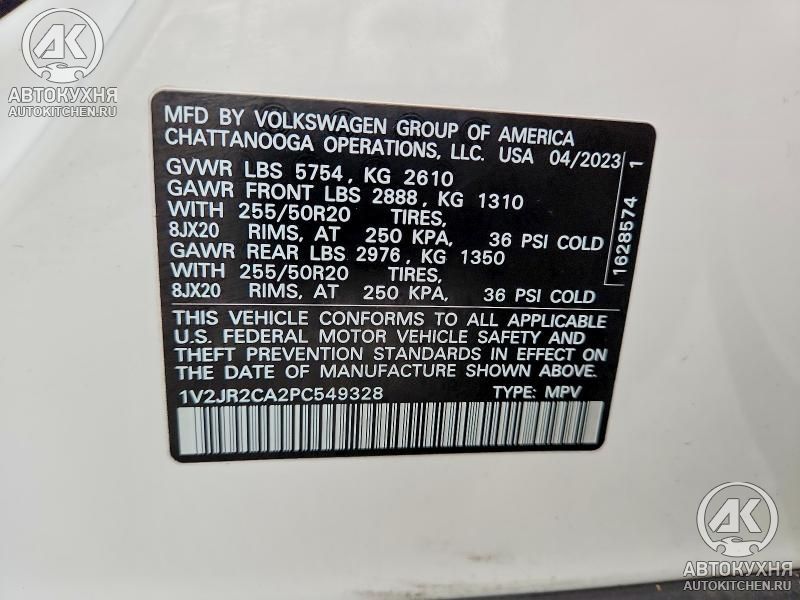 АК
АВТОКУХНЯ
AUTOKITCHEN.RU
MFD BY VOLKSWAGEN GROUP OF AMERICA
CHATTANOOGA OPERATIONS, LLC. USA 04/2023
GVWR LBS 5754, KG 2610
GAWR FRONT LBS 2888, KG 1310
WITH 255/50R20 TIRES,
8JX20 RIMS, AT 250 KPA, 36 PSI COLD
GAWR REAR LBS 2976, KG 1350
WITH 255/50R20 TIRES,
8JX20 RIMS, AT 250 KPA, 36 PSI COLD
1628574 1
THIS VEHICLE CONFORMS TO ALL APPLICABLE
U.S. FEDERAL MOTOR VEHICLE SAFETY AND
THEFT PREVENTION STANDARDS IN EFFECT ON
THE DATE OF MANUFACTURE SHOWN ABOVE.
1V2JR2CA2PC549328 TYPE: MPV
АК
АВТОКУХНЯ
AUTOKITCHEN.RU